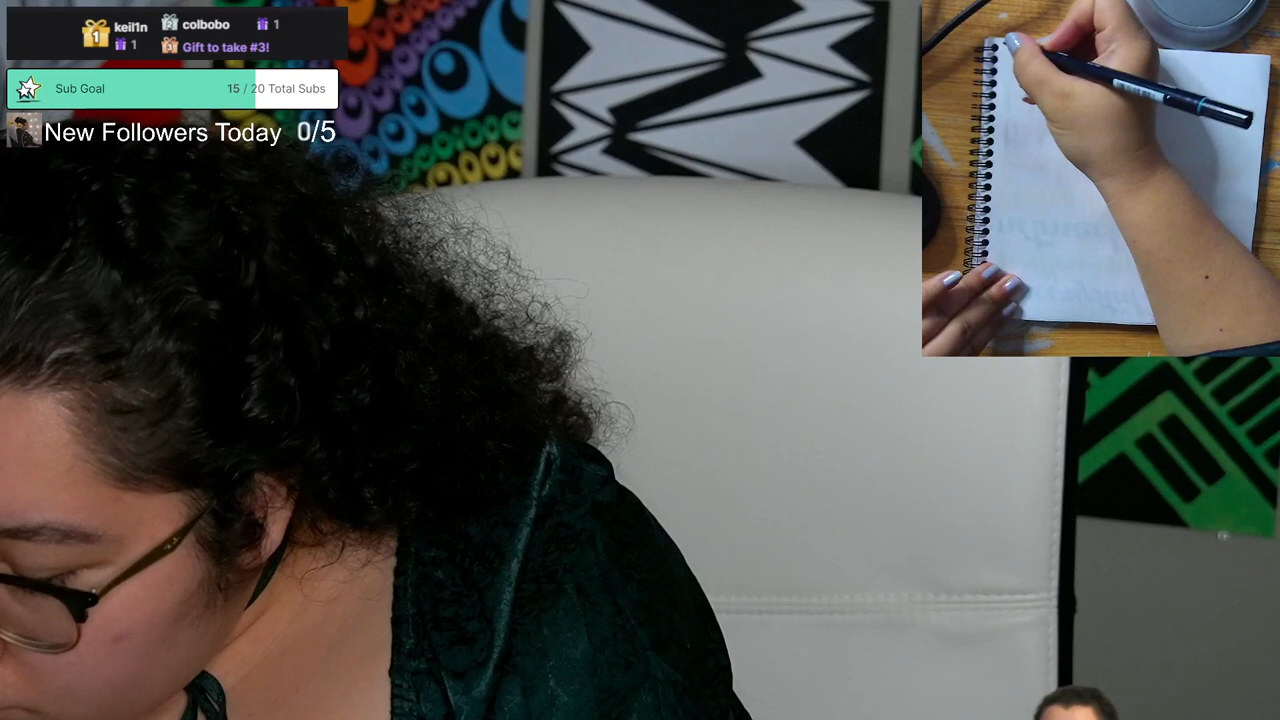 keil1n
1
colbobo 1
Gift to take #3!
Sub Goal 15 / 20 Total Subs
New Followers Today 0/5